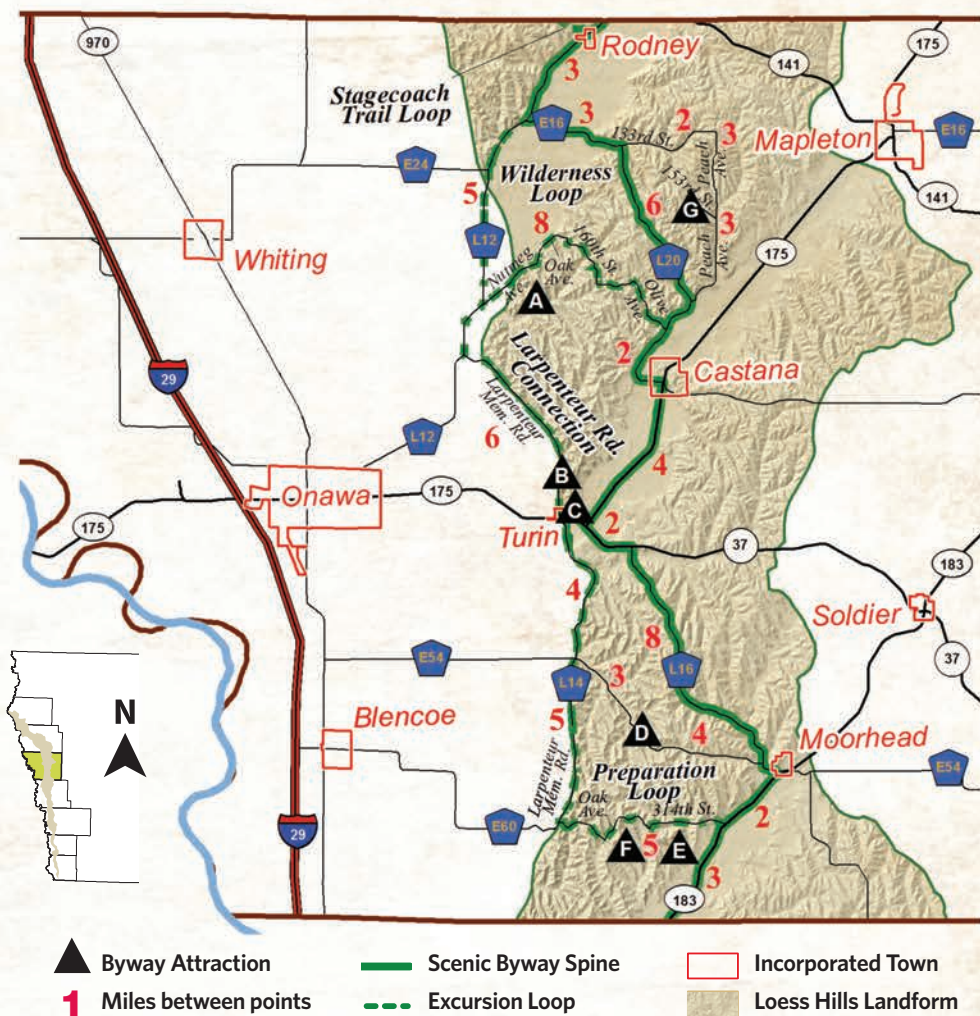 970
Rodney
175
141
Stagecoach
Trail Loop
3
3
E16
133rd St.
2
3
Mapleton
E16
E24
Wilderness
Loop
Peach
Ave.
153rd St.
141
5
8
6
G
3
Whiting
L12
Nutmeg
Ave.
Oak
Ave.
160th St.
Olive
Ave.
L20
Peach
Ave.
175
A
29
Larpenteur Rd.
Connection
2
Castana
Larpenteur
Mem. Rd.
L12
6
4
B
Onawa
175
C
175
Turin
2
37
183
4
Soldier
E54
8
37
L14
3
L16
N
Blencoe
5
D
4
Moorhead
E54
Larpenteur
Mem. Rd.
Preparation
Loop
Oak
Ave.
314th St.
2
29
E60
F
5
E
3
183
Byway Attraction
Scenic Byway Spine
Incorporated Town
1
Miles between points
Excursion Loop
Loess Hills Landform